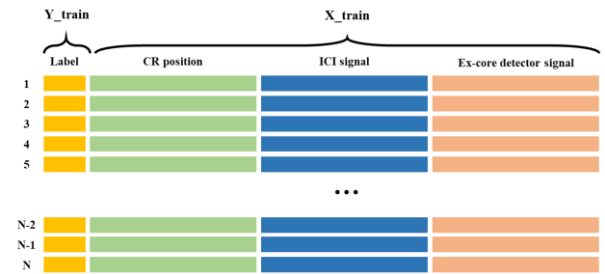 Y_train X_train
Label CR position ICI signal Ex-core detector signal
1
2
3
4
5
...
N-2
N-1
N